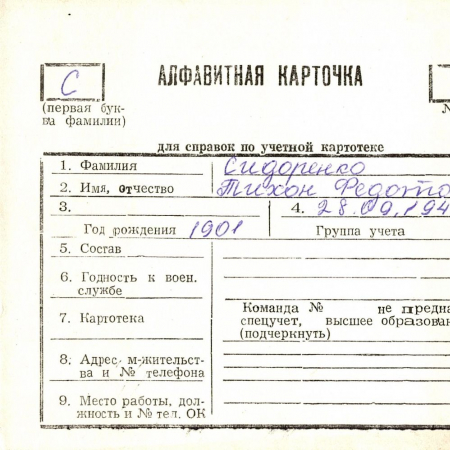 С
АЛФАВИТНАЯ КАРТОЧКА
(первая бук-
ва фамилии)
№
для справок по учетной картотеке
1. Фамилия Сидоренко
2. Имя, отчество Тихон Федото
3. 4. 28.09.194
Год рождения 1901 Группа учета
5. Состав
6. Годность к воен.
службе
7. Картотека
Команда № не предна
спецучет, высшее образован
(подчеркнуть)
8. Адрес м-жительст-
ва и № телефона
9. Место работы, дол-
жность и № тел. ОК